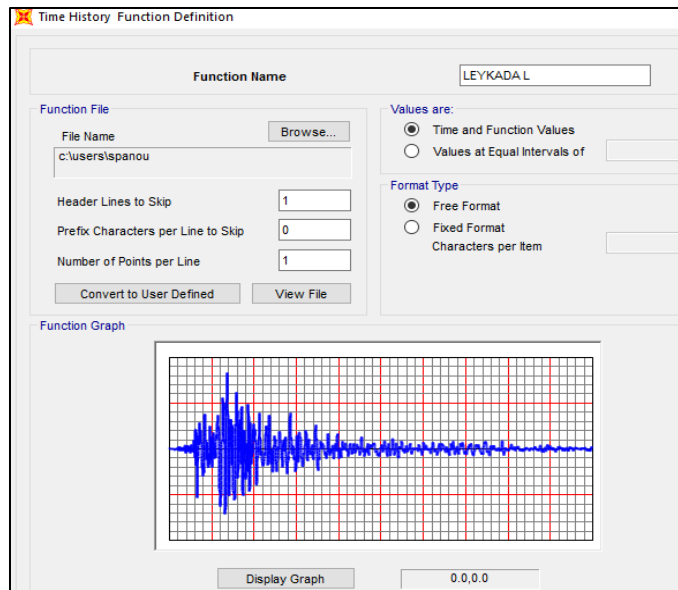 Time History Function Definition
Function Name
LEYKADA L
Function File
File Name
Browse...
c:\users\spanou
Header Lines to Skip
1
Prefix Characters per Line to Skip
0
Number of Points per Line
1
Convert to User Defined
View File
Values are:
Time and Function Values
Values at Equal Intervals of
Format Type
Free Format
Fixed Format
Characters per Item
Function Graph
Display Graph
0.0,0.0